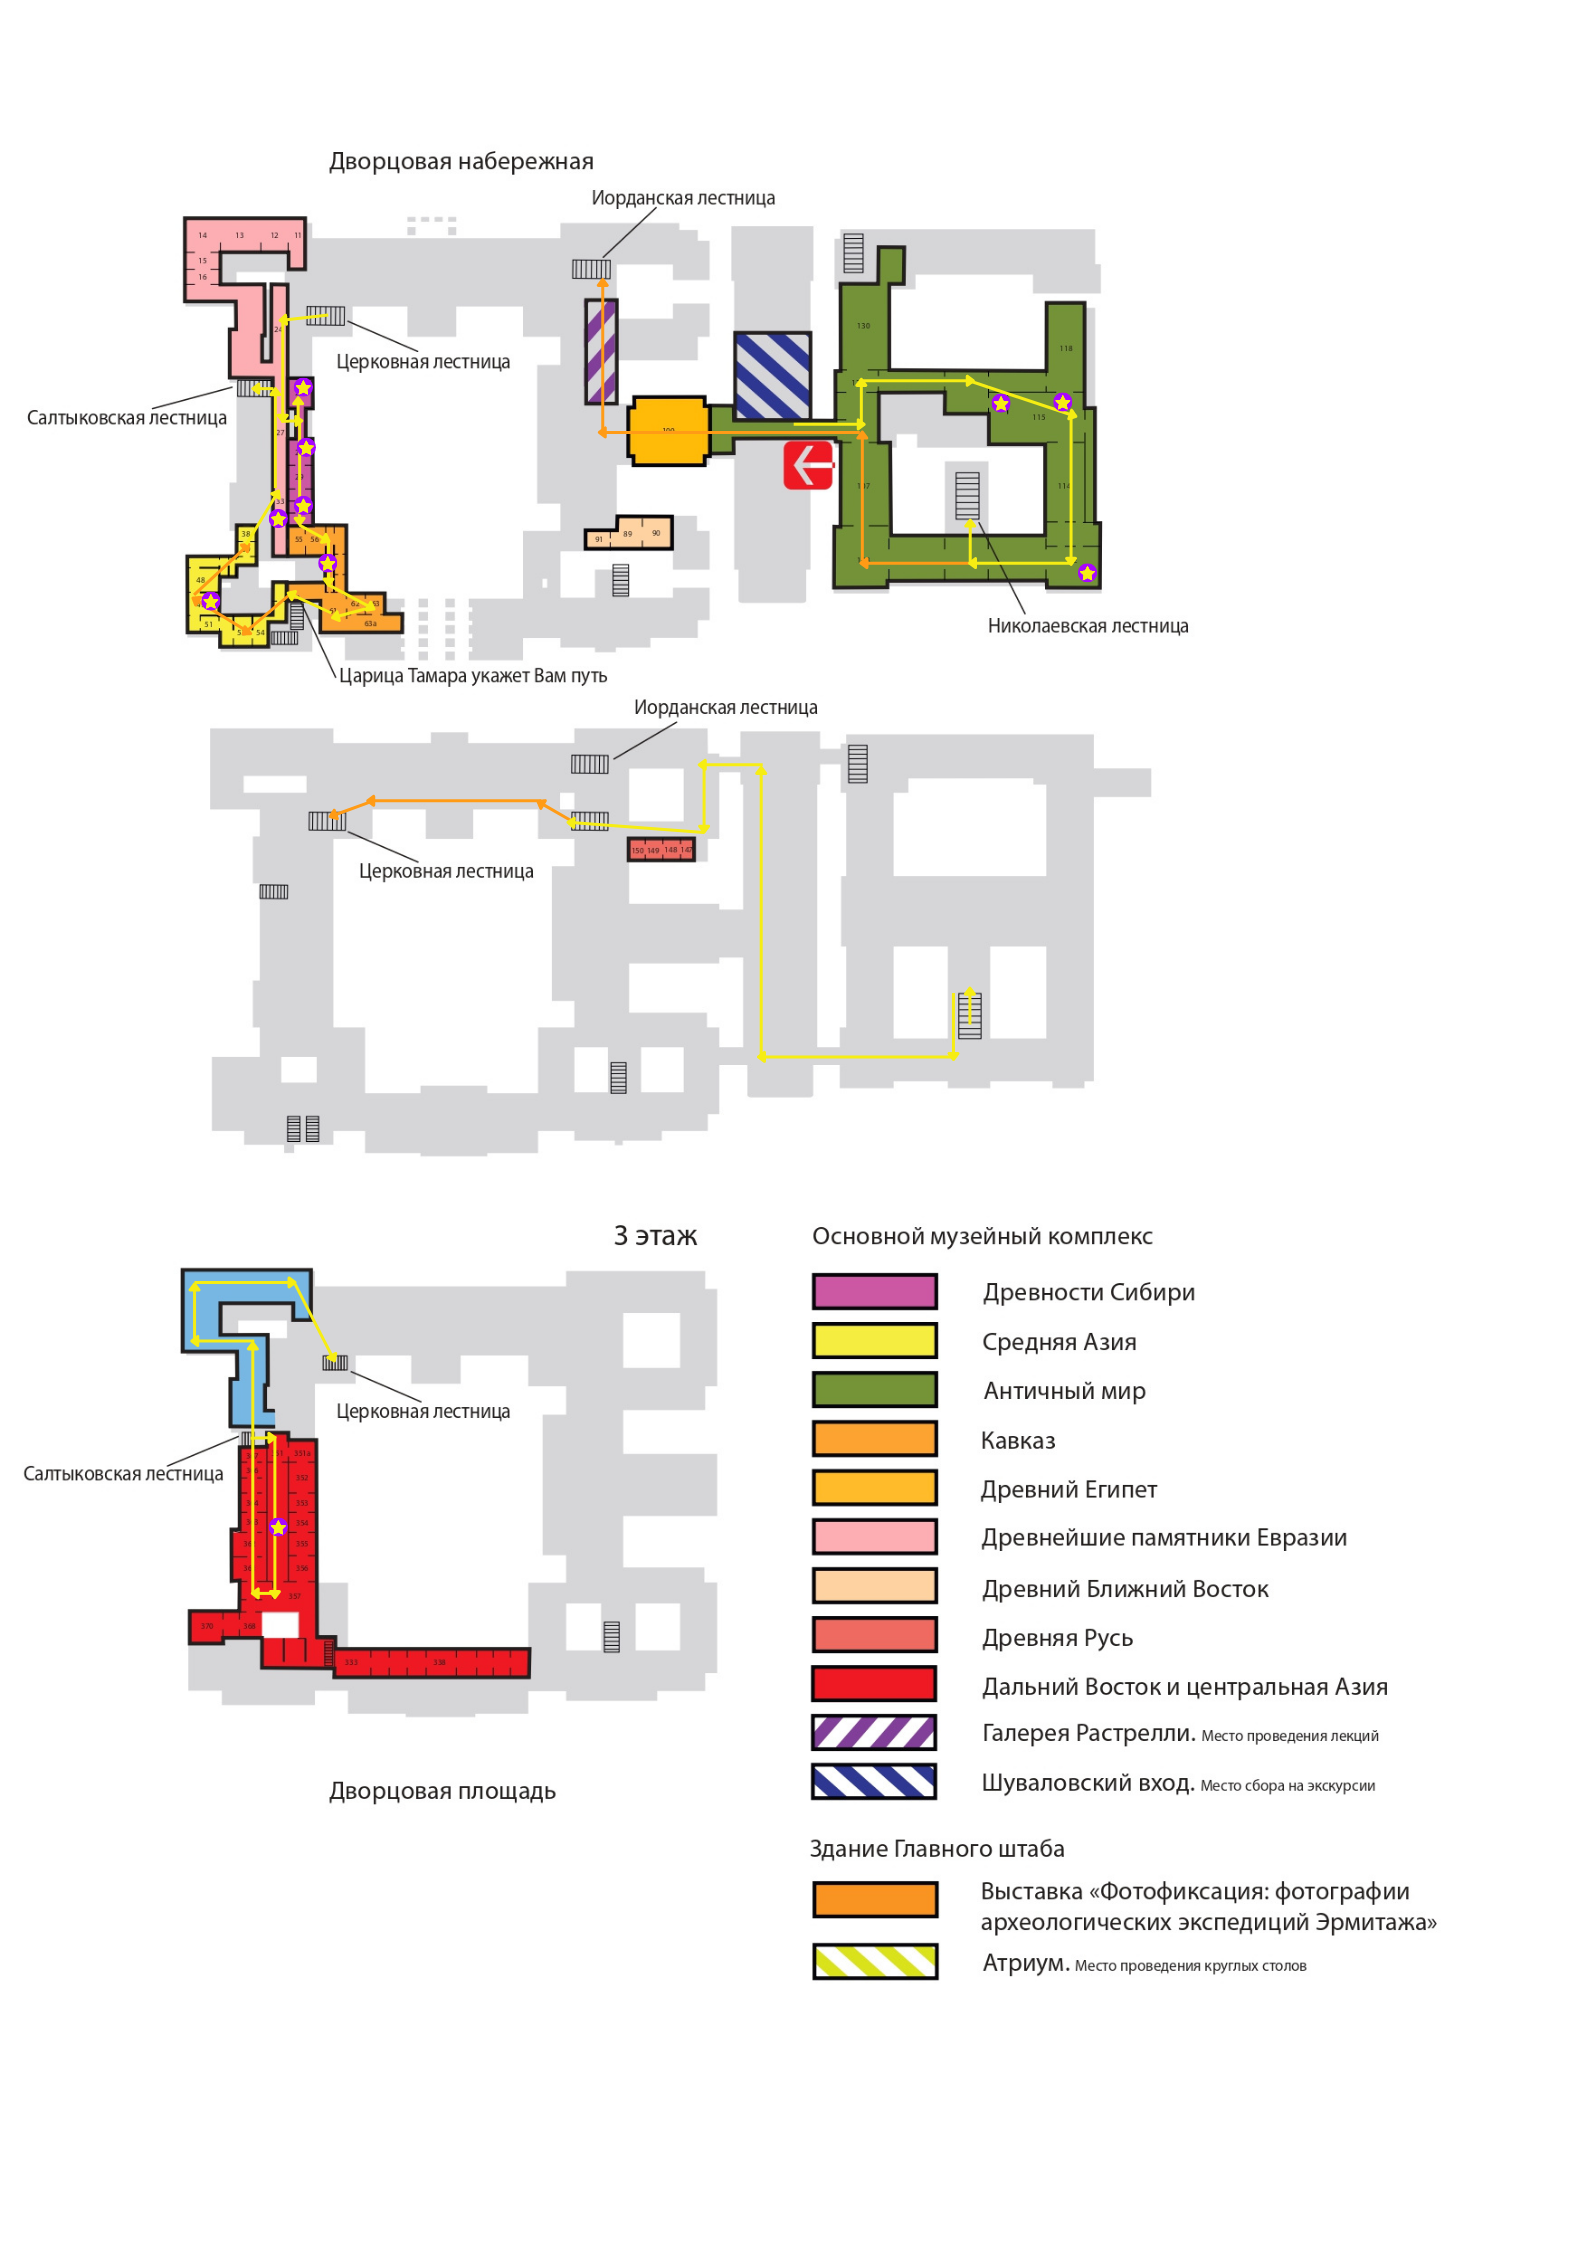 Дворцовая набережная
Иорданская лестница
14
13
12
11
15
16
24
130
118
Церковная лестница
Салтыковская лестница
27
115
100
33
107
114
38
55
56
91
89
90
48
51
54
61
62
63
63а
Николаевская лестница
Царица Тамара укажет Вам путь
Иорданская лестница
150
149
148
147
Церковная лестница
3 этаж
Основной музейный комплекс
Древности Сибири
Средняя Азия
Античный мир
Церковная лестница
Кавказ
Салтыковская лестница
351а
352
Древний Египет
353
354
Древнейшие памятники Евразии
355
356
Древний Ближний Восток
357
370
368
Древняя Русь
333
338
Дальний Восток и центральная Азия
Галерея Растрелли. Место проведения лекций
Шуваловский вход. Место сбора на экскурсии
Дворцовая площадь
Здание Главного штаба
Выставка «Фотофиксация: фотографии
археологических экспедиций Эрмитажа»
Атриум. Место проведения круглых столов